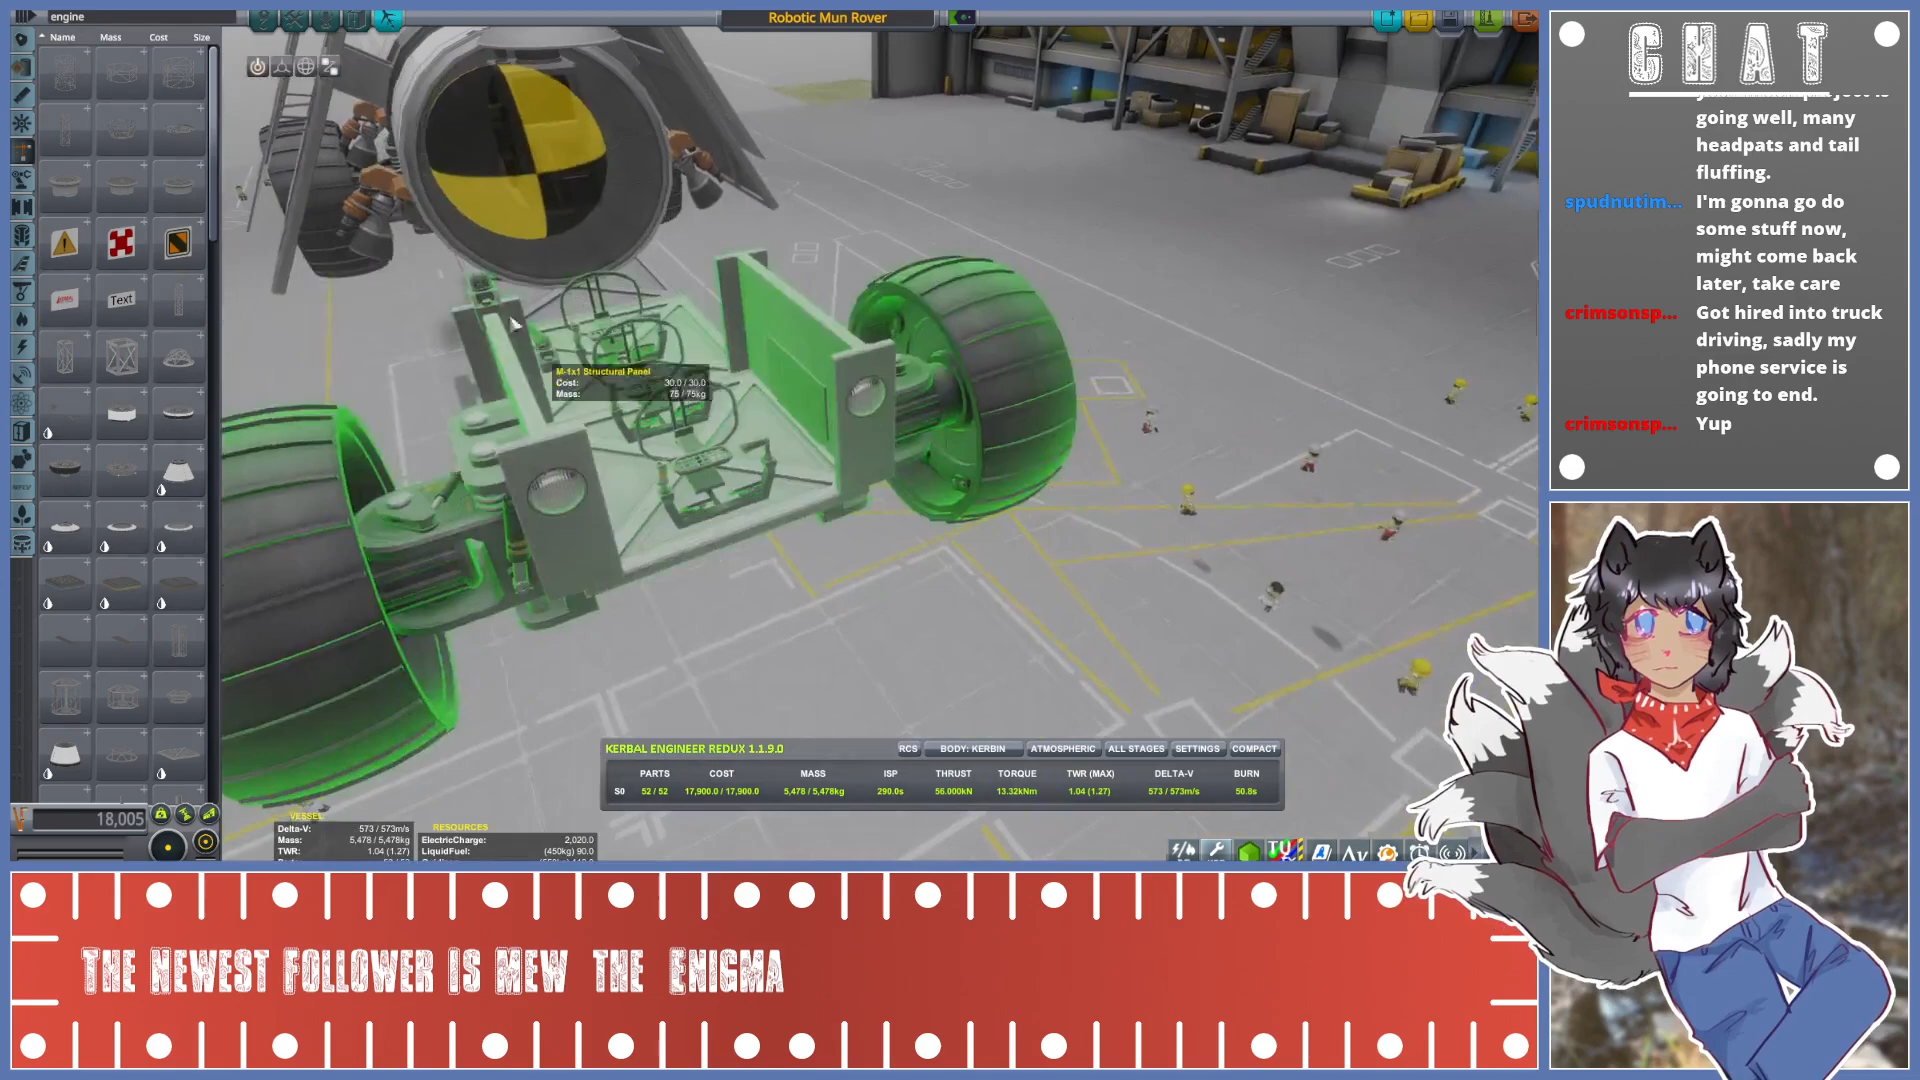 engine
Robotic Mun Rover
Name Mass Cost Size
Text
M-1x1 Structural Panel
Cost: 30.0 / 30.0
Mass: 75 / 75kg
KERBAL ENGINEER REDUX 1.1.9.0
RCS BODY: KERBIN ATMOSPHERIC ALL STAGES SETTINGS COMPACT
PARTS COST MASS ISP THRUST TORQUE TWR (MAX) DELTA-V BURN
S0 52 / 52 17,900.0 / 17,900.0 5,478 / 5,478kg 290.0s 56.000kN 13.32kNm 1.04 (1.27) 573 / 573m/s 50.8s
18,005
VESSEL
Delta-V: 573 / 573m/s
Mass: 5,478 / 5,478kg
TWR: 1.04 (1.27)
RESOURCES
ElectricCharge: 2,020.0
LiquidFuel: (450kg) 90.0
TU
Δv
CHAT
going well, many
headpats and tail
fluffing.
spudnutim... I'm gonna go do
some stuff now,
might come back
later, take care
crimsonsp... Got hired into truck
driving, sadly my
phone service is
going to end.
crimsonsp... Yup
The Newest Follower Is Mew the Enigma